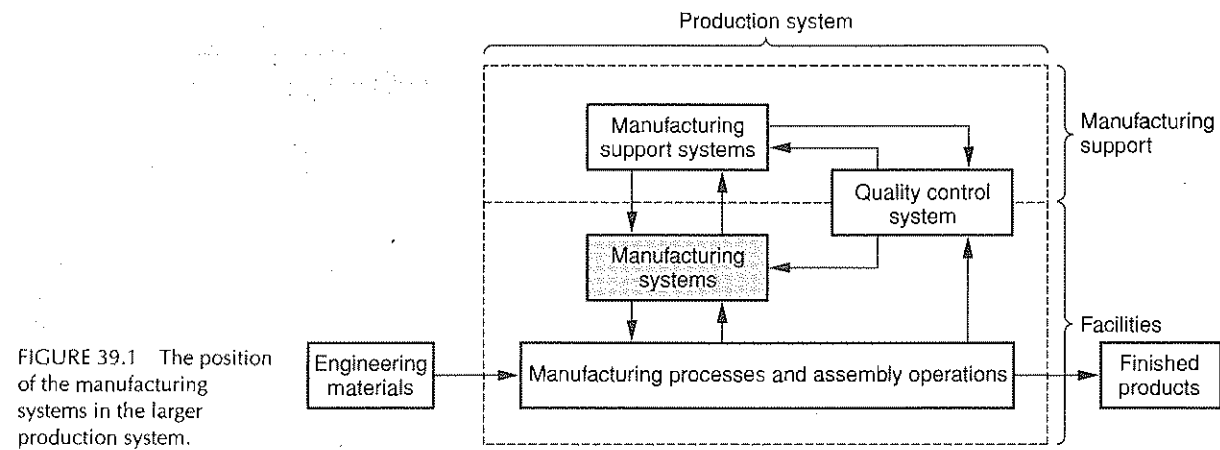 Production system
Manufacturing
support systems
Manufacturing
support
Quality control
system
Manufacturing
systems
Facilities
FIGURE 39.1 The position
of the manufacturing
systems in the larger
production system.
Engineering
materials
Manufacturing processes and assembly operations
Finished
products